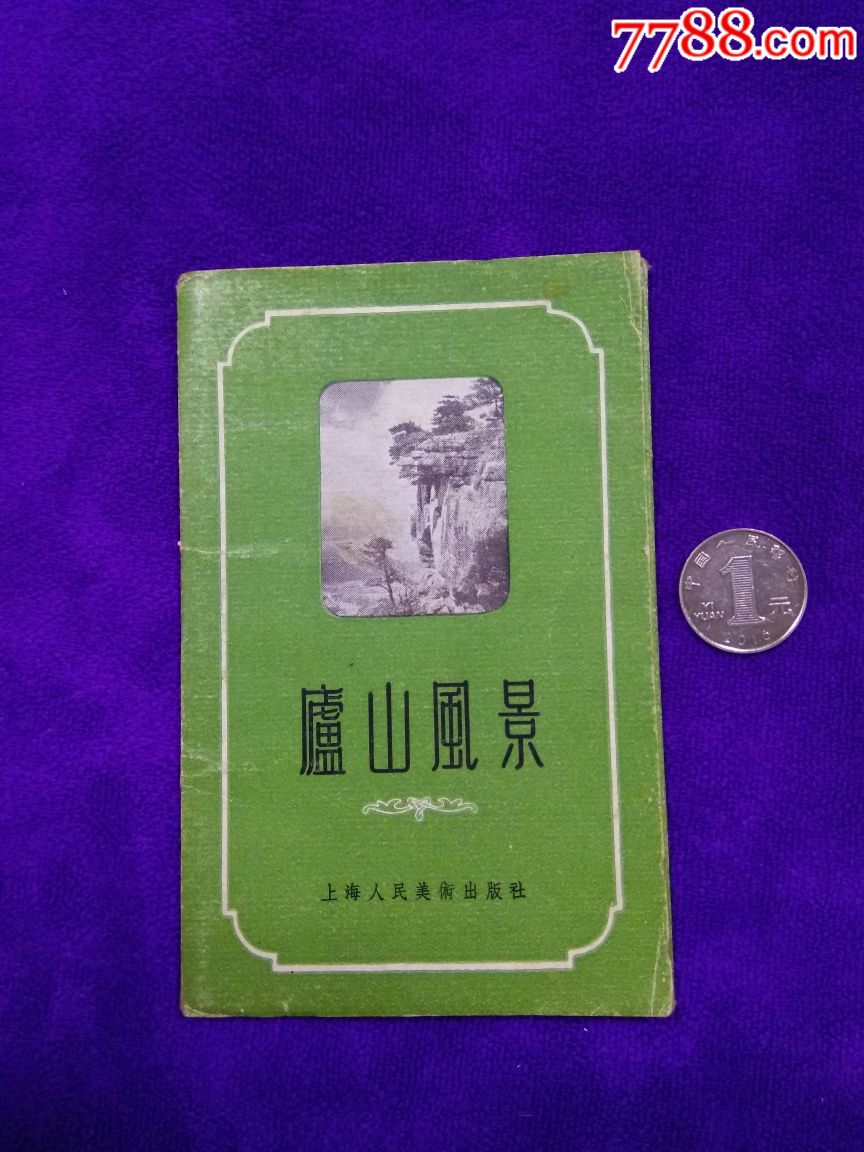 7788.com
廬山風景
上海人民美術出版社
中国人民银行
1元
YI
YUAN
2016